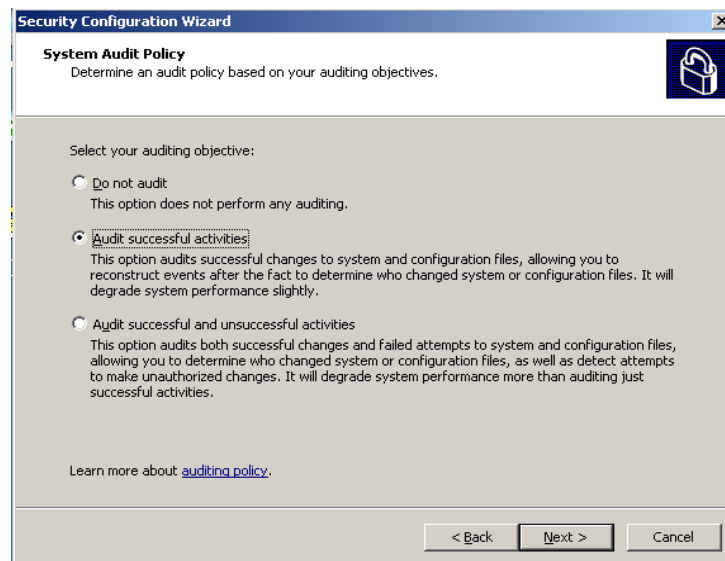 Security Configuration Wizard
System Audit Policy
Determine an audit policy based on your auditing objectives.
Select your auditing objective:
Do not audit
This option does not perform any auditing.
Audit successful activities
This option audits successful changes to system and configuration files, allowing you to
reconstruct events after the fact to determine who changed system or configuration files. It will
degrade system performance slightly.
Audit successful and unsuccessful activities
This option audits both successful changes and failed attempts to system and configuration files,
allowing you to determine who changed system or configuration files, as well as detect attempts
to make unauthorized changes. It will degrade system performance more than auditing just
successful activities.
Learn more about auditing policy.
< Back Next > Cancel